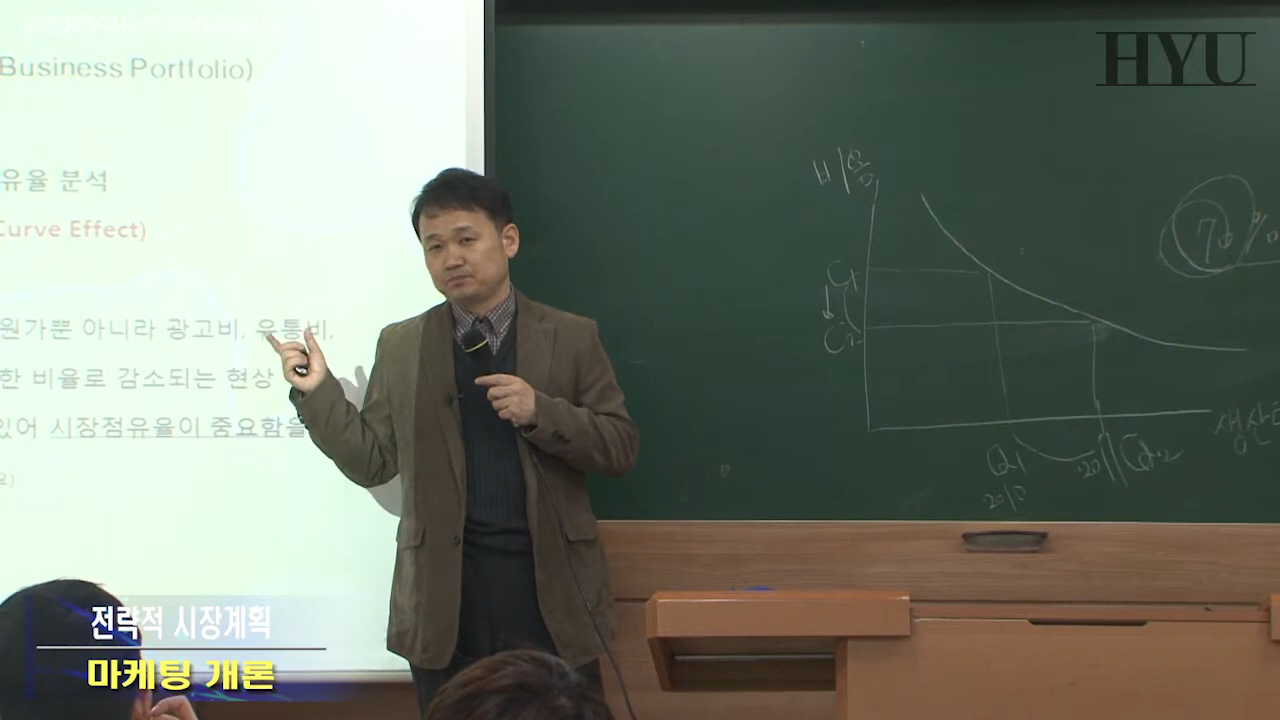 Business Portfolio)
유율 분석
Curve Effect)
원가뿐 아니라 광고비, 유통비,
한 비율로 감소되는 현상
있어 시장점유율이 중요함을
HYU
비용
70%
C1
C2
생산
Q1
Q2
2010
2011
전략적 시장계획
마케팅 개론